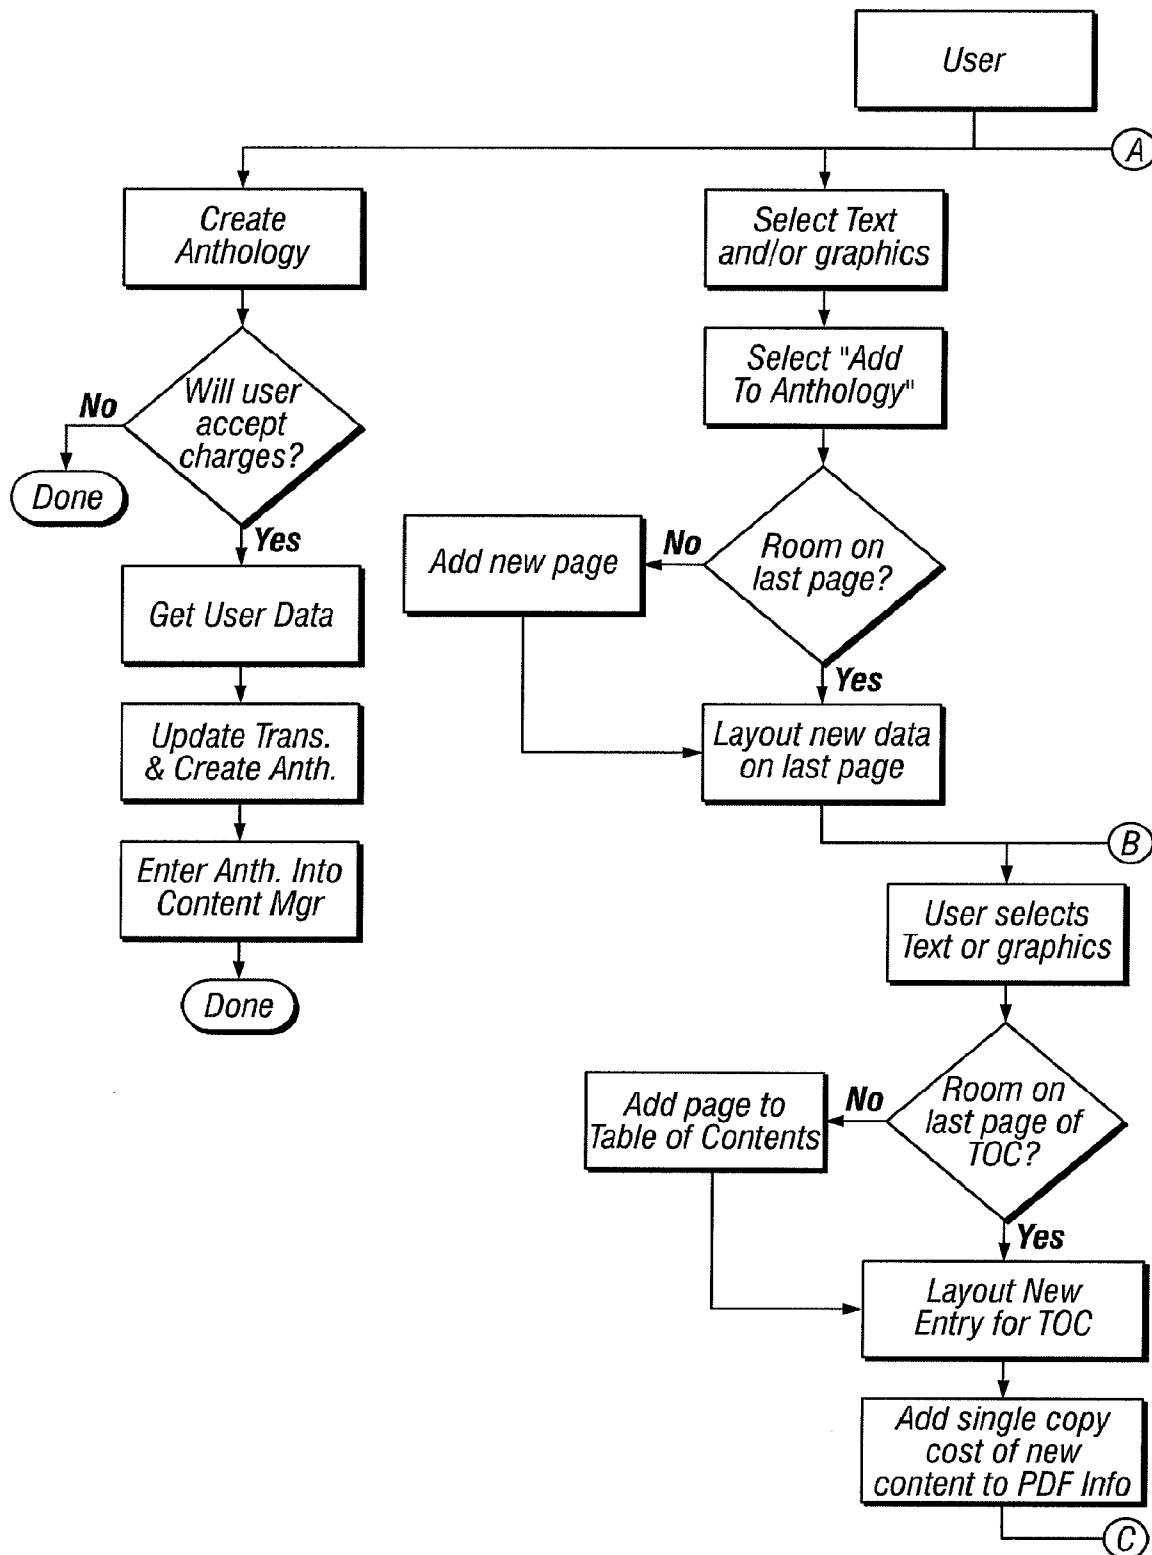 User
A
Create
Anthology
Select Text
and/or graphics
Will user
accept
charges?
No
Done
Yes
Select "Add
To Anthology"
Room on
last page?
No
Add new page
Yes
Get User Data
Update Trans.
& Create Anth.
Layout new data
on last page
Enter Anth. Into
Content Mgr
Done
B
User selects
Text or graphics
Room on
last page of
TOC?
No
Add page to
Table of Contents
Yes
Layout New
Entry for TOC
Add single copy
cost of new
content to PDF Info
C